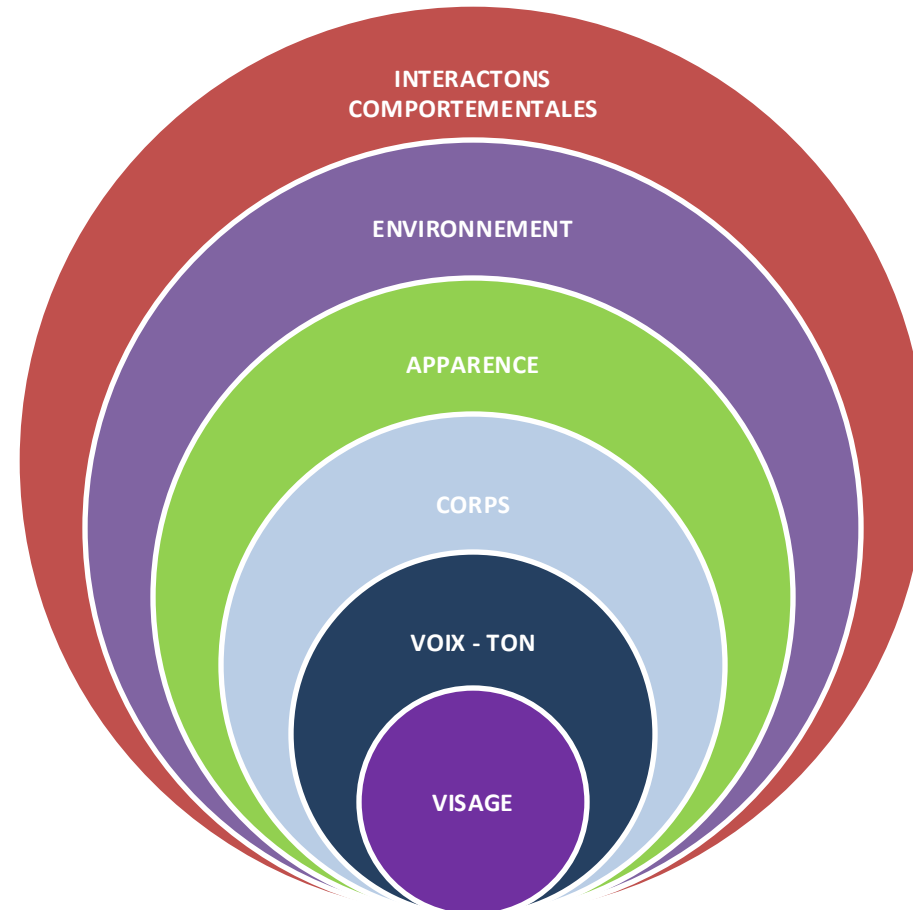 INTERACTONS
COMPORTEMENTALES
ENVIRONNEMENT
APPARENCE
CORPS
VOIX - TON
VISAGE